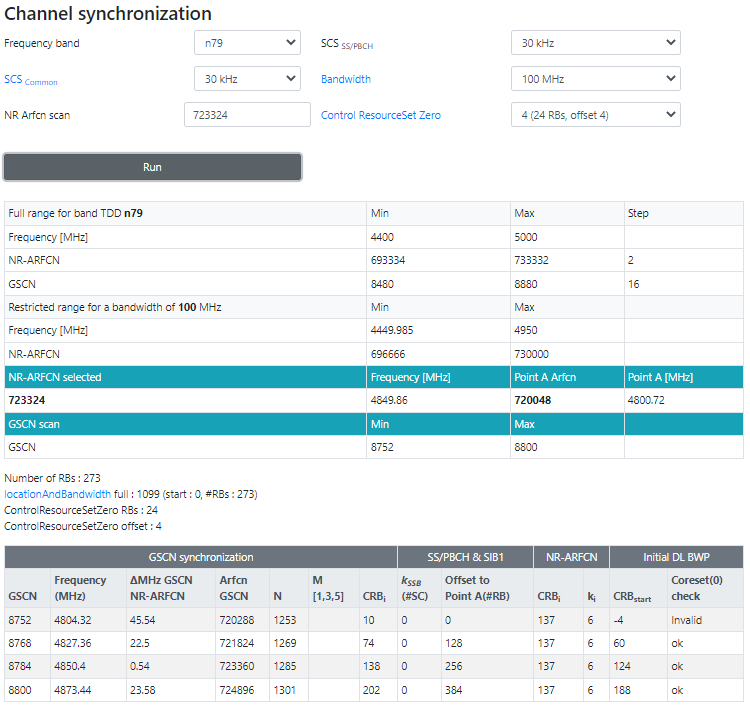 Channel synchronization
Frequency band n79 SCS SS/PBCH 30 kHz
SCS Common 30 kHz Bandwidth 100 MHz
NR Arfcn scan 723324 Control ResourceSet Zero 4 (24 RBs, offset 4)
Run
Full range for band TDD n79 Min Max Step
Frequency [MHz] 4400 5000
NR-ARFCN 693334 733332 2
GSCN 8480 8880 16
Restricted range for a bandwidth of 100 MHz Min Max
Frequency [MHz] 4449.985 4950
NR-ARFCN 696666 730000
NR-ARFCN selected Frequency [MHz] Point A Arfcn Point A [MHz]
723324 4849.86 720048 4800.72
GSCN scan Min Max
GSCN 8752 8800
Number of RBs : 273
locationAndBandwidth full : 1099 (start : 0, #RBs : 273)
ControlResourceSetZero RBs : 24
ControlResourceSetZero offset : 4
GSCN synchronization SS/PBCH & SIB1 NR-ARFCN Initial DL BWP
Frequency ΔMHz GSCN Arfcn M kSSB Offset to Coreset(0)
GSCN (MHz) NR-ARFCN GSCN N [1,3,5] CRBi (#SC) Point A(#RB) CRBi ki CRBstart check
8752 4804.32 45.54 720288 1253 10 0 0 137 6 -4 Invalid
8768 4827.36 22.5 721824 1269 74 0 128 137 6 60 ok
8784 4850.4 0.54 723360 1285 138 0 256 137 6 124 ok
8800 4873.44 23.58 724896 1301 202 0 384 137 6 188 ok